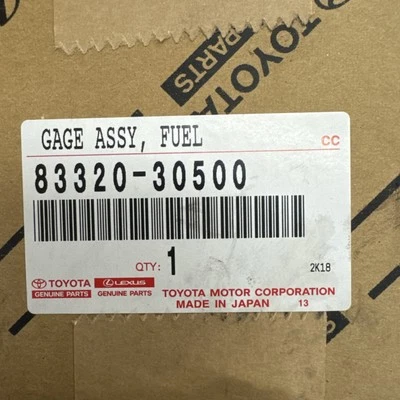 TOYOTA
PARTS
GAGE ASSY, FUEL
CC
83320-30500
QTY: 1
2K18
TOYOTA LEXUS
GENUINE PARTS GENUINE PARTS
TOYOTA MOTOR CORPORATION
MADE IN JAPAN 13